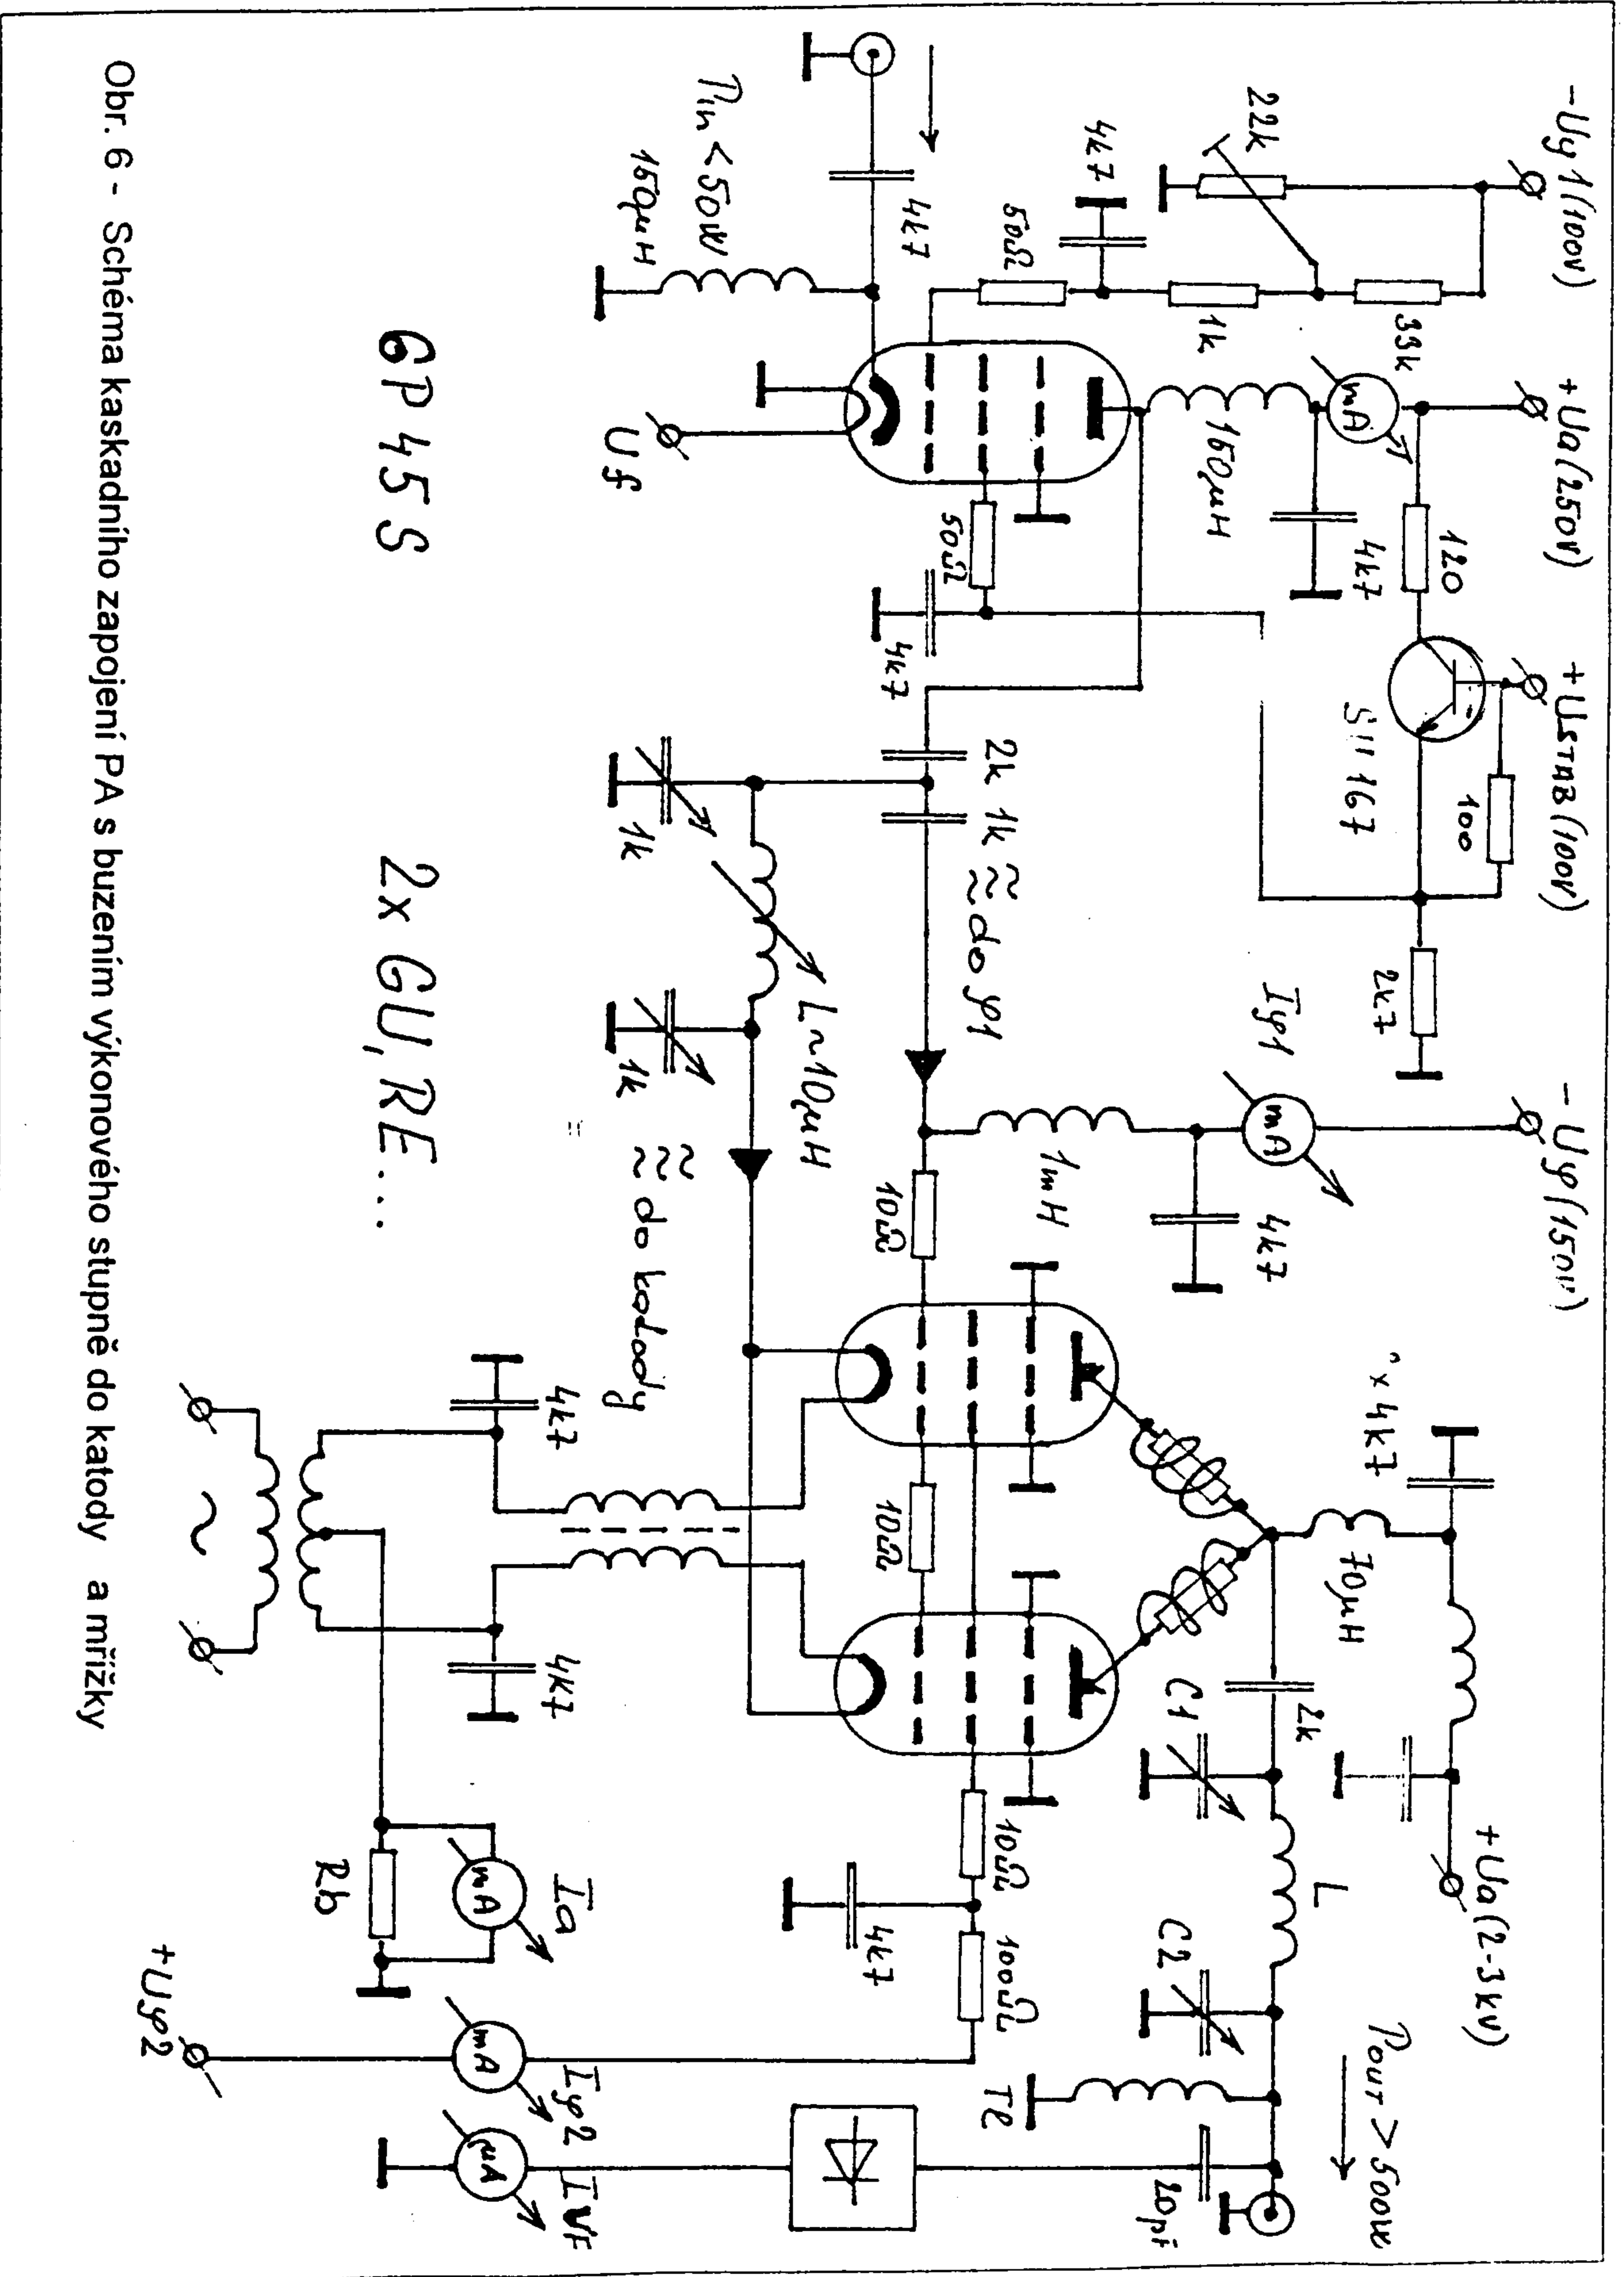 -Ug1(100V)
+Ua(250V)
+USTAB(100V)
-Ug(150V)
+Ua(2-3kV)
Pout > 500W
22k
33k
mA
120
SU 167
100
2k7
Ig1
mA
4k7
1k
4k7
50Ω
150μH
4k7
1mH
4k7
x 4k7
70μH
2k
C1
L
C2
Tl
20pF
4k7
Pin < 50W
150μH
50Ω
4k7
Uf
2k
1k
≈ do g1
10Ω
10Ω
10Ω
100Ω
4k7
1k
L~10μH
1k
≈ do katody
4k7
4k7
~
Rb
mA
Ia
mA
Ig2
+Ug2
μA
IVF
6P45S
2x GU, RE...
Obr. 6 - Schéma kaskadního zapojení PA s buzením výkonového stupně do katody a mřížky